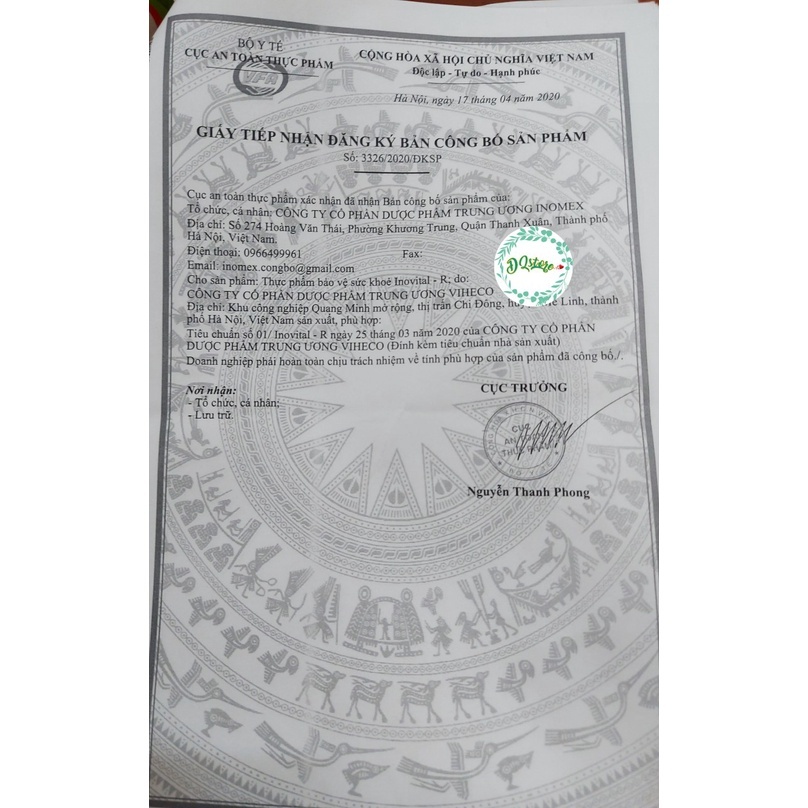 BỘ Y TẾ
CỤC AN TOÀN THỰC PHẨM
VFA
CỘNG HÒA XÃ HỘI CHỦ NGHĨA VIỆT NAM
Độc lập - Tự do - Hạnh phúc
Hà Nội, ngày 17 tháng 04 năm 2020
GIẤY TIẾP NHẬN ĐĂNG KÝ BẢN CÔNG BỐ SẢN PHẨM
Số: 3326/2020/ĐKSP
Cục an toàn thực phẩm xác nhận đã nhận Bản công bố sản phẩm của:
Tổ chức, cá nhân: CÔNG TY CỔ PHẦN DƯỢC PHẨM TRUNG ƯƠNG INOMEX
Địa chỉ: Số 274 Hoàng Văn Thái, Phường Khương Trung, Quận Thanh Xuân, Thành phố
Hà Nội, Việt Nam.
Điện thoại: 0966499961 Fax:
Email: inomex.congbo@gmail.com
Cho sản phẩm: Thực phẩm bảo vệ sức khoẻ Inovital - R; do:
CÔNG TY CỔ PHẦN DƯỢC PHẨM TRUNG ƯƠNG VIHECO
Địa chỉ: Khu công nghiệp Quang Minh mở rộng, thị trấn Chi Đông, Linh, thành
phố Hà Nội, Việt Nam sản xuất, phù hợp:
Tiêu chuẩn số 01/ Inovital - R ngày 25 tháng 03 năm 2020 của CÔNG TY CỔ PHẦN
DƯỢC PHẨM TRUNG ƯƠNG VIHECO (Đính kèm tiêu chuẩn nhà sản xuất)
Doanh nghiệp phải hoàn toàn chịu trách nhiệm về tính phù hợp của sản phẩm đã công bố./.
DQstore
Nơi nhận:
- Tổ chức, cá nhân;
- Lưu trữ.
CỤC TRƯỞNG
CỤC
AN
THỰC
Nguyễn Thanh Phong